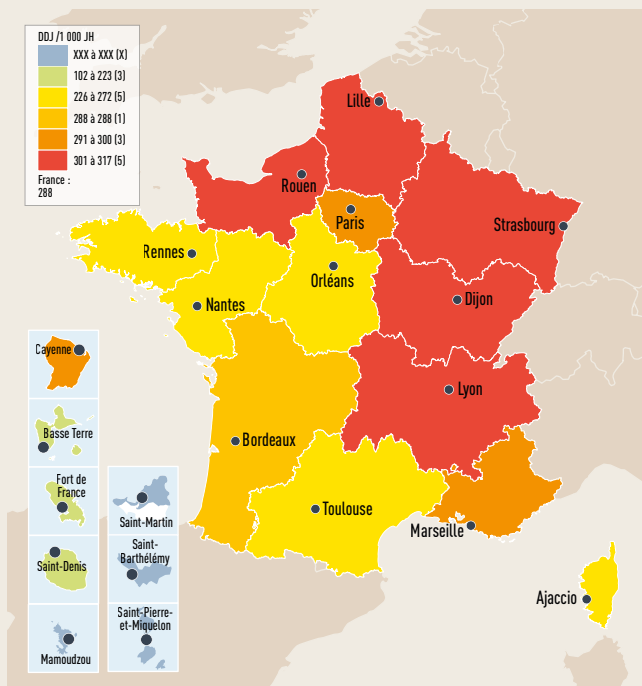 DDJ /1 000 JH
XXX à XXX (X)
102 à 223 (3)
226 à 272 (5)
288 à 288 (1)
291 à 300 (3)
301 à 317 (5)
France :
288
Lille
Rouen
Paris
Strasbourg
Rennes
Orléans
Nantes
Dijon
Cayenne
Lyon
Basse Terre
Bordeaux
Fort de
France
Saint-Martin
Toulouse
Marseille
Saint-Denis
Saint-
Barthélémy
Ajaccio
Saint-Pierre-
et-Miquelon
Mamoudzou